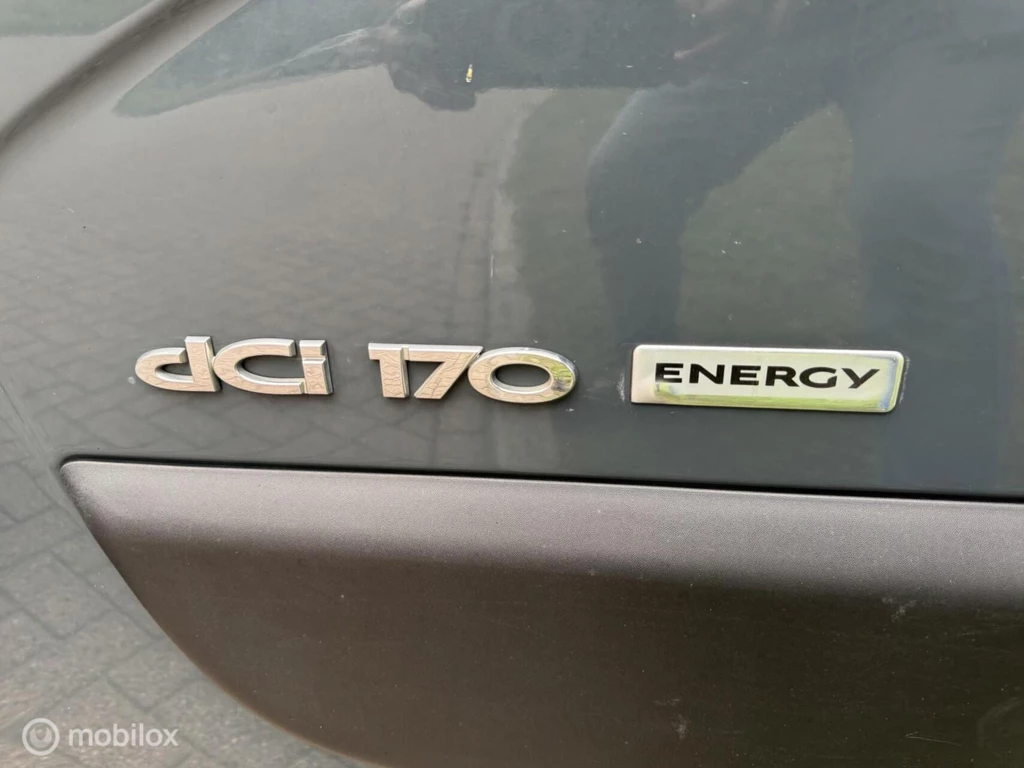 dCi 170 ENERGY
mobilox